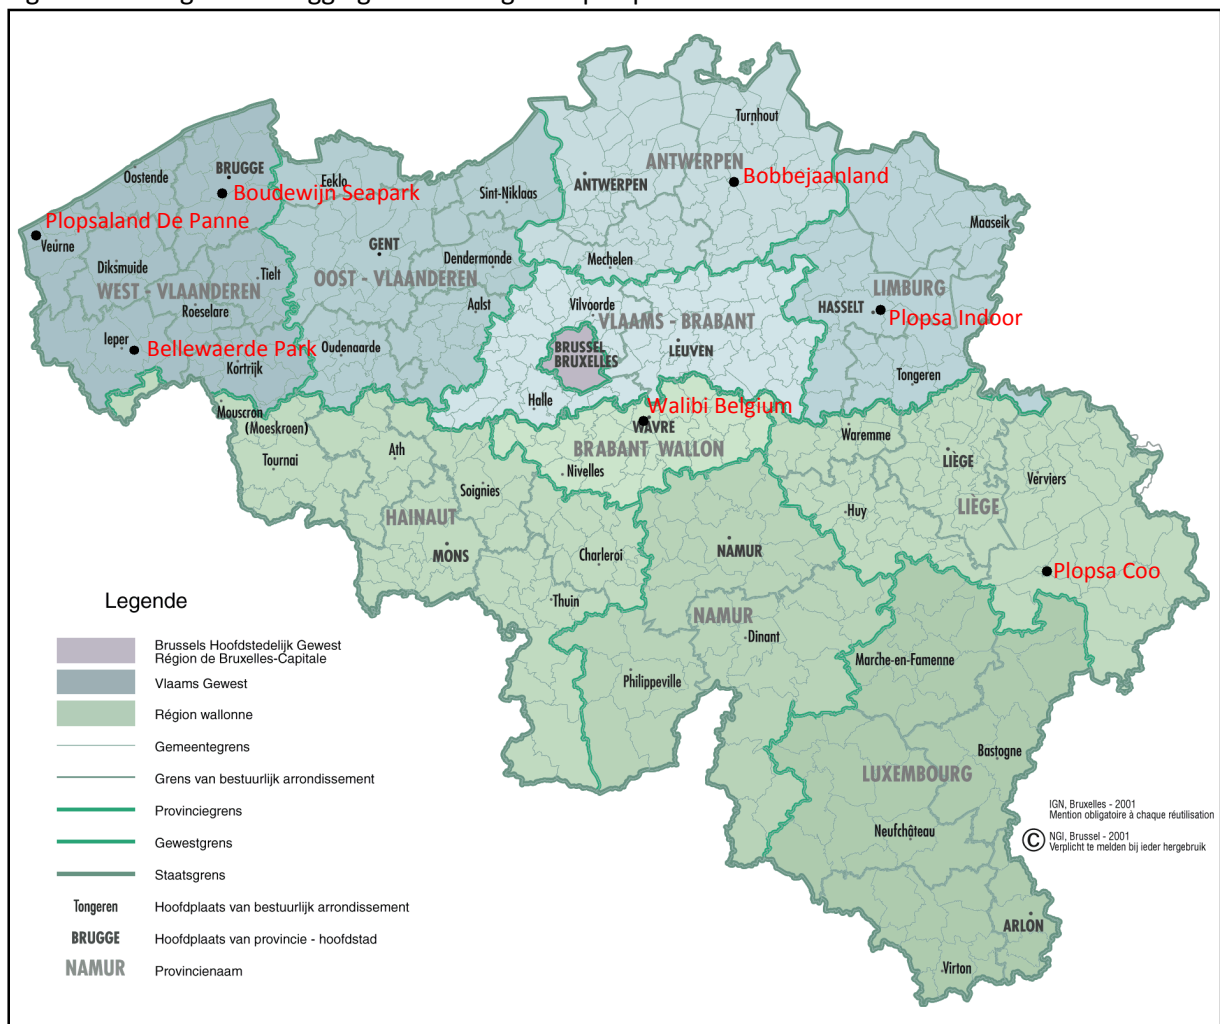 Turnhout
ANTWERPEN
Bobbejaanland
ANTWERPEN
Oostende
BRUGGE
Boudewijn Seapark
Eeklo
Sint-Niklaas
Maaseik
Plopsaland De Panne
Veurne
GENT
Dendermonde
Mechelen
Diksmuide
Tielt
WEST - VLAANDEREN
OOST - VLAANDEREN
LIMBURG
Roeselare
Aalst
Vilvoorde
VLAAMS - BRABANT
HASSELT
Plopsa Indoor
Ieper
Bellewaerde Park
Oudenaarde
BRUSSEL
BRUXELLES
LEUVEN
Kortrijk
Tongeren
Halle
Walibi Belgium
WAVRE
Mouscron
(Moeskroen)
Waremme
BRABANT WALLON
Ath
Tournai
Nivelles
LIÈGE
Verviers
Soignies
Huy
LIÈGE
HAINAUT
MONS
Charleroi
NAMUR
Plopsa Coo
Thuin
NAMUR
Dinant
Marche-en-Famenne
Philippeville
Bastogne
LUXEMBOURG
Neufchâteau
ARLON
Virton
Legende
Brussels Hoofdstedelijk Gewest
Région de Bruxelles-Capitale
Vlaams Gewest
Région wallonne
Gemeentegrens
Grens van bestuurlijk arrondissement
Provinciegrens
Gewestgrens
Staatsgrens
Tongeren Hoofdplaats van bestuurlijk arrondissement
BRUGGE Hoofdplaats van provincie - hoofdstad
NAMUR Provincienaam
IGN, Bruxelles - 2001
Mention obligatoire à chaque réutilisation
© NGI, Brussel - 2001
Verplicht te melden bij ieder hergebruik